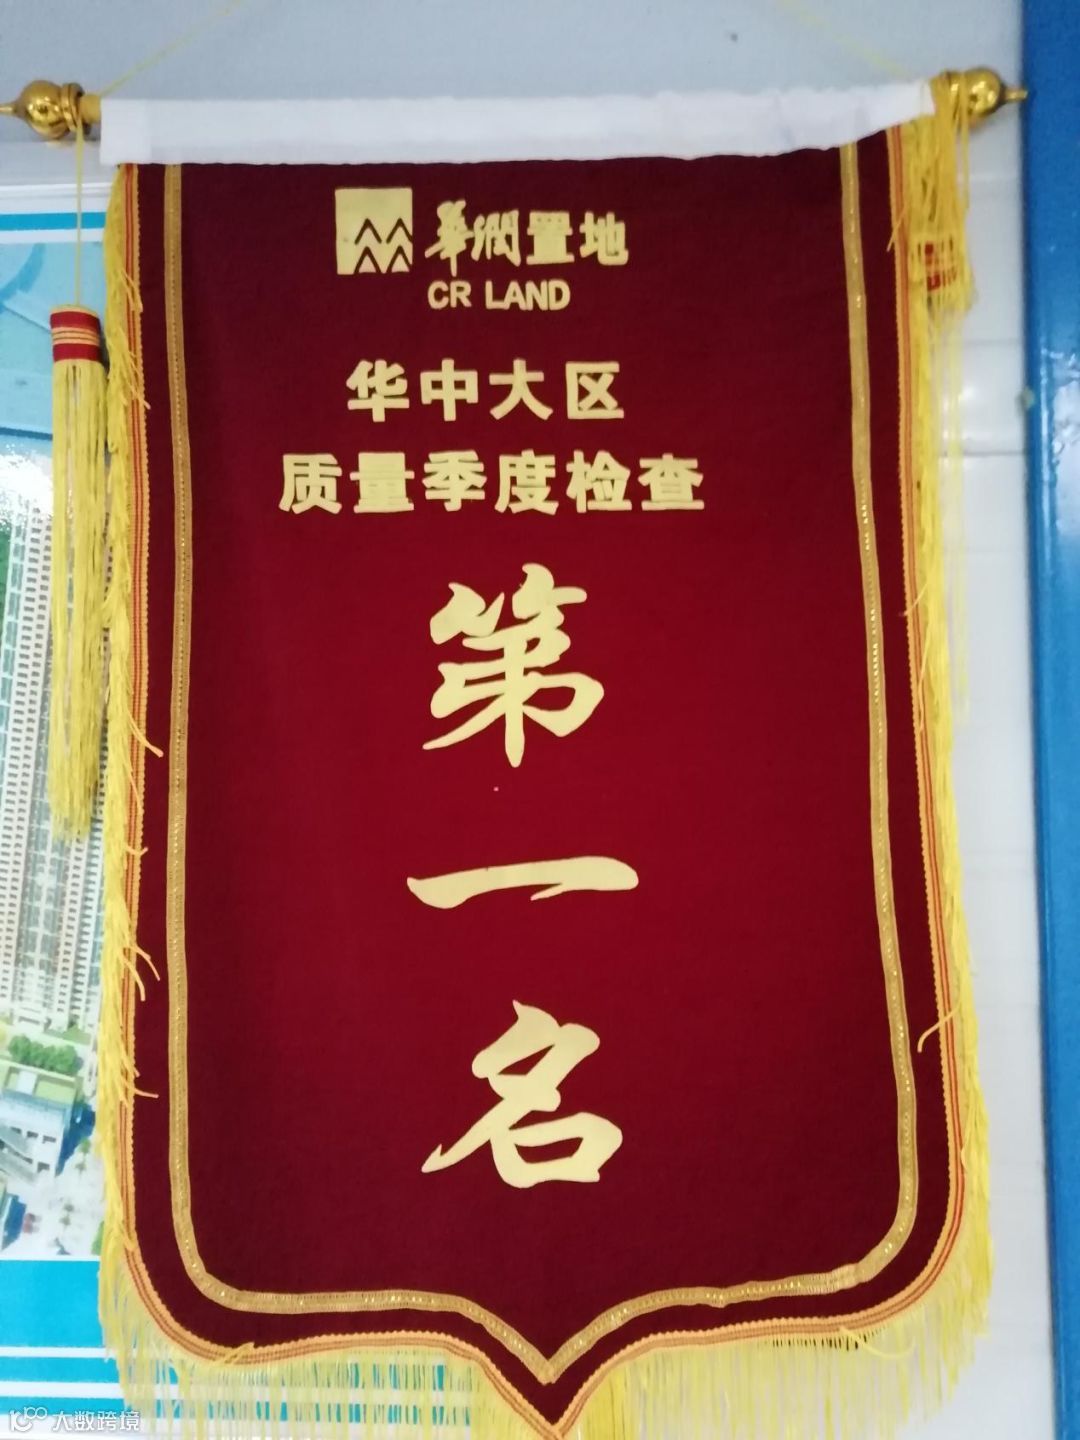 華润置地
CR LAND
华中大区
质量季度检查
第
一
名
大数跨境